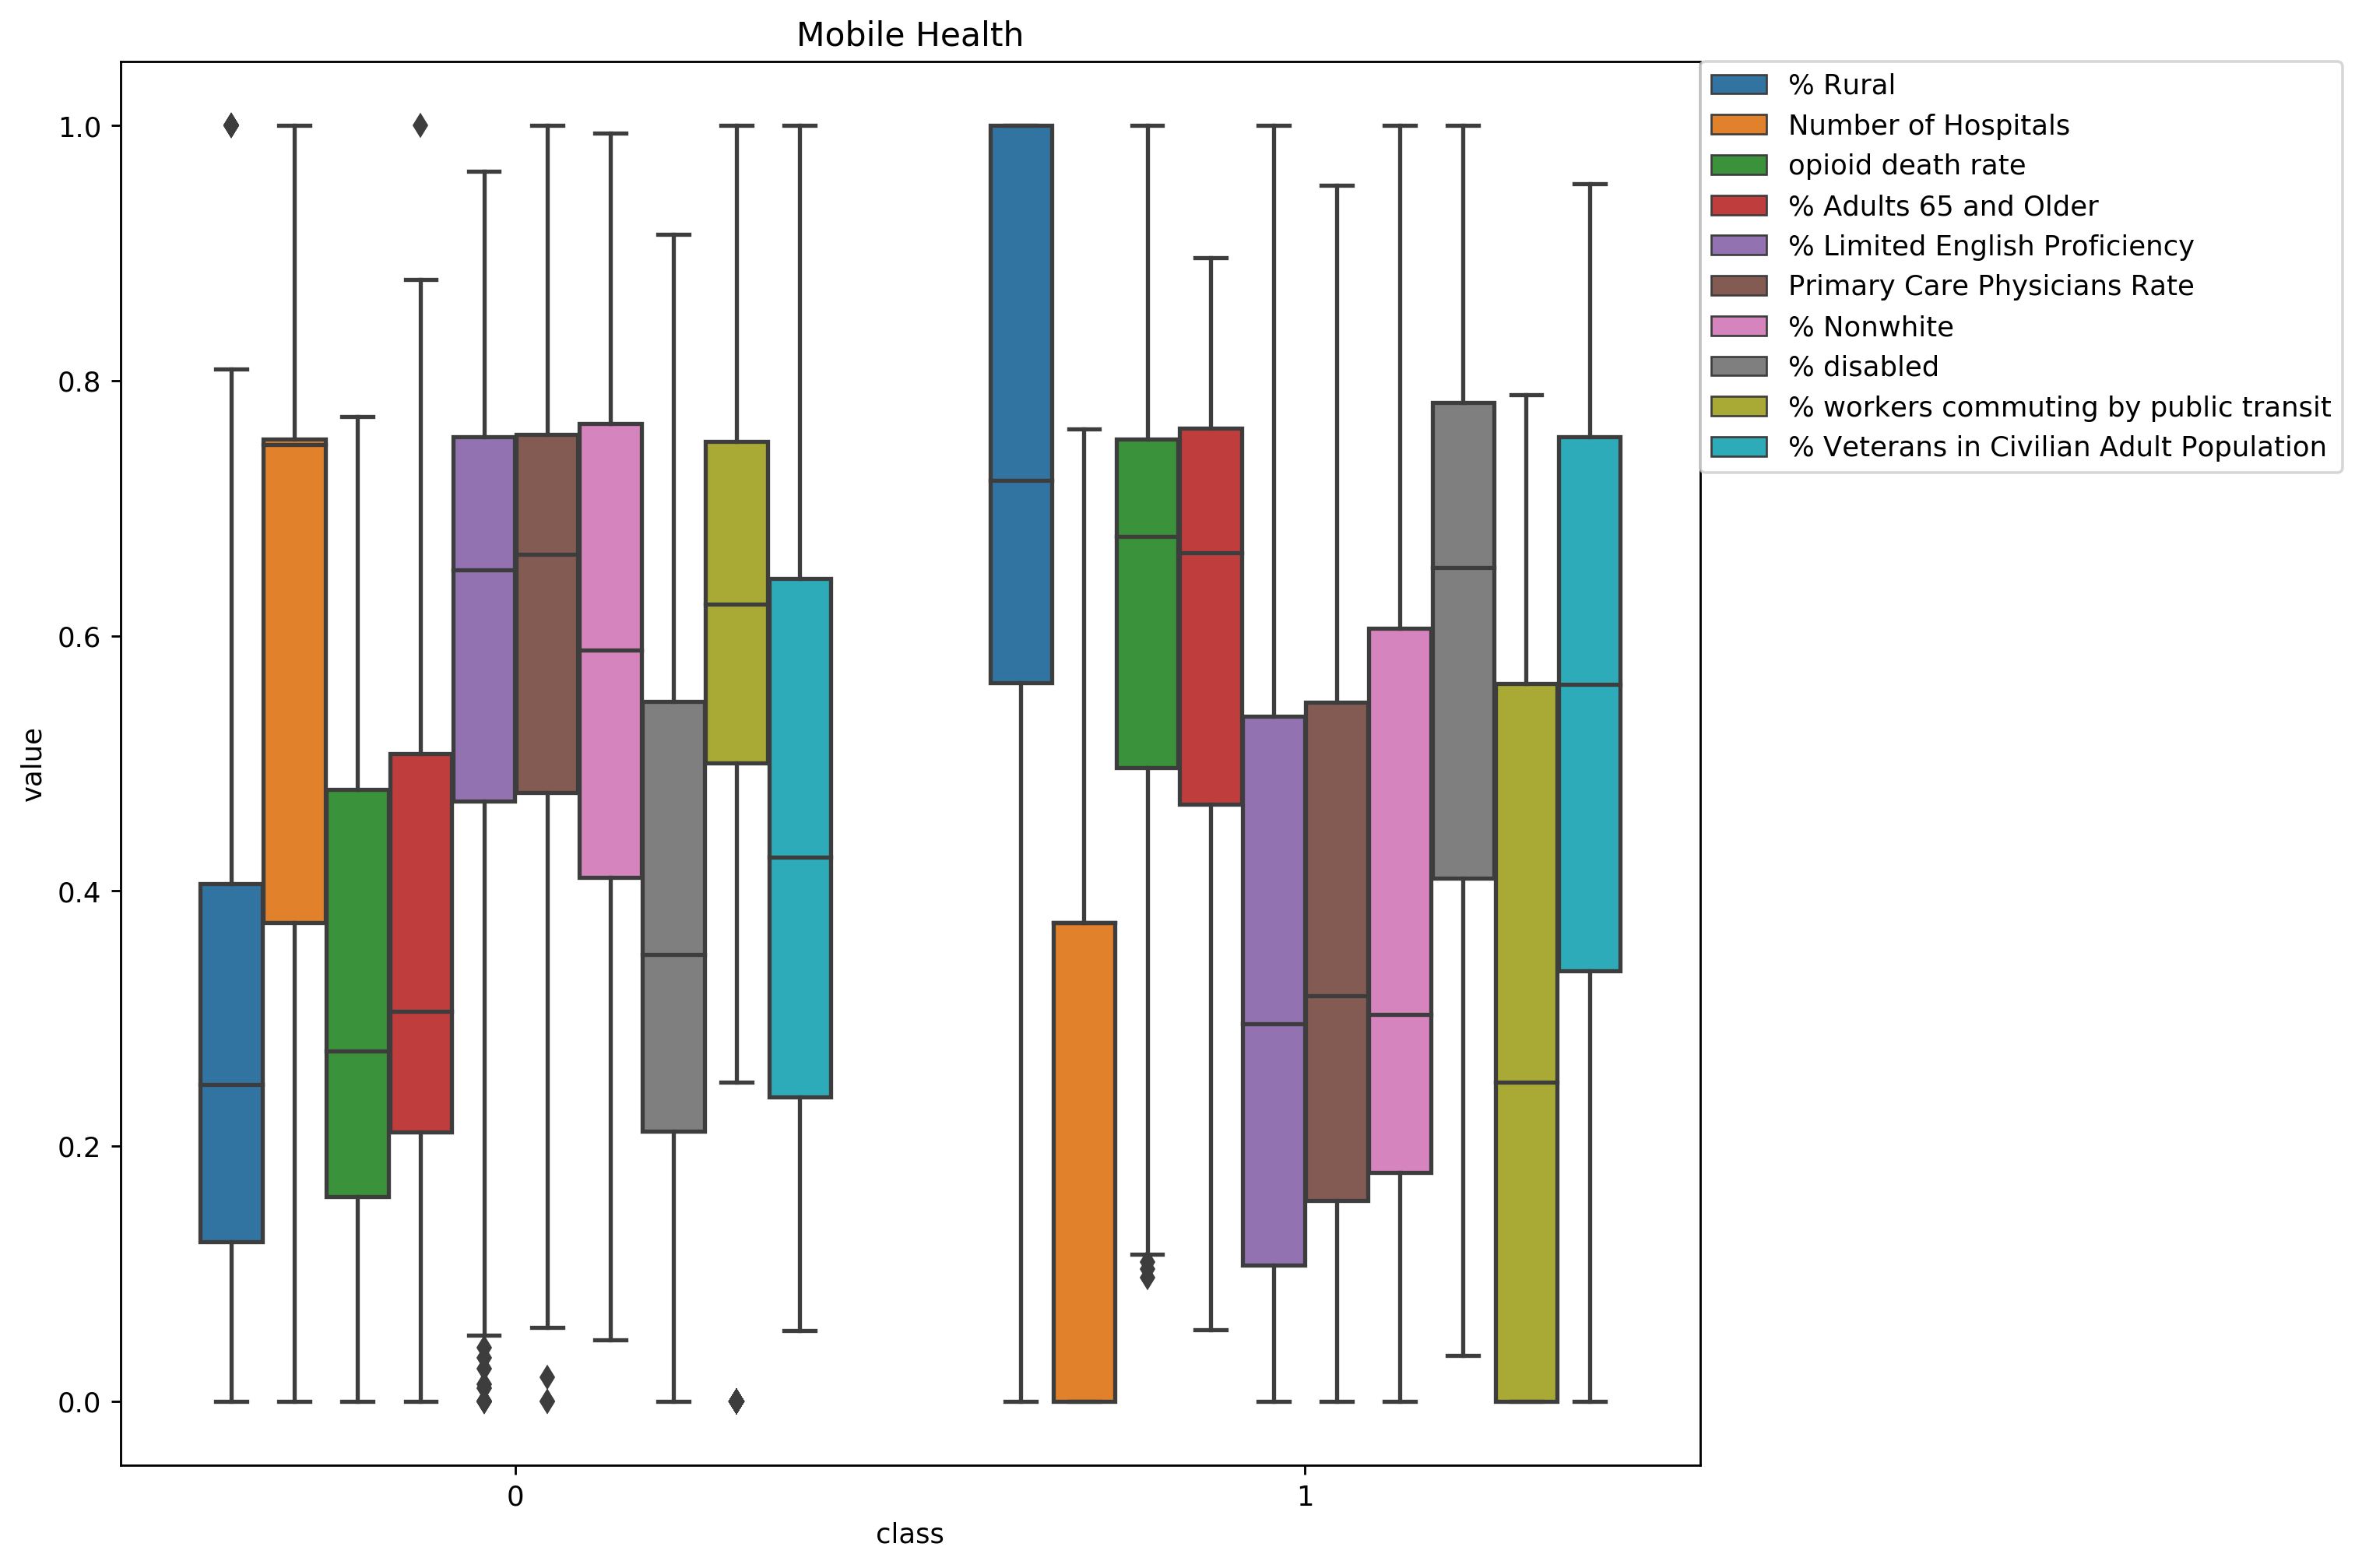 Mobile Health
% Rural
Number of Hospitals
opioid death rate
% Adults 65 and Older
% Limited English Proficiency
Primary Care Physicians Rate
% Nonwhite
% disabled
% workers commuting by public transit
% Veterans in Civilian Adult Population
1.0
0.8
0.6
0.4
0.2
0.0
value
0 1
class